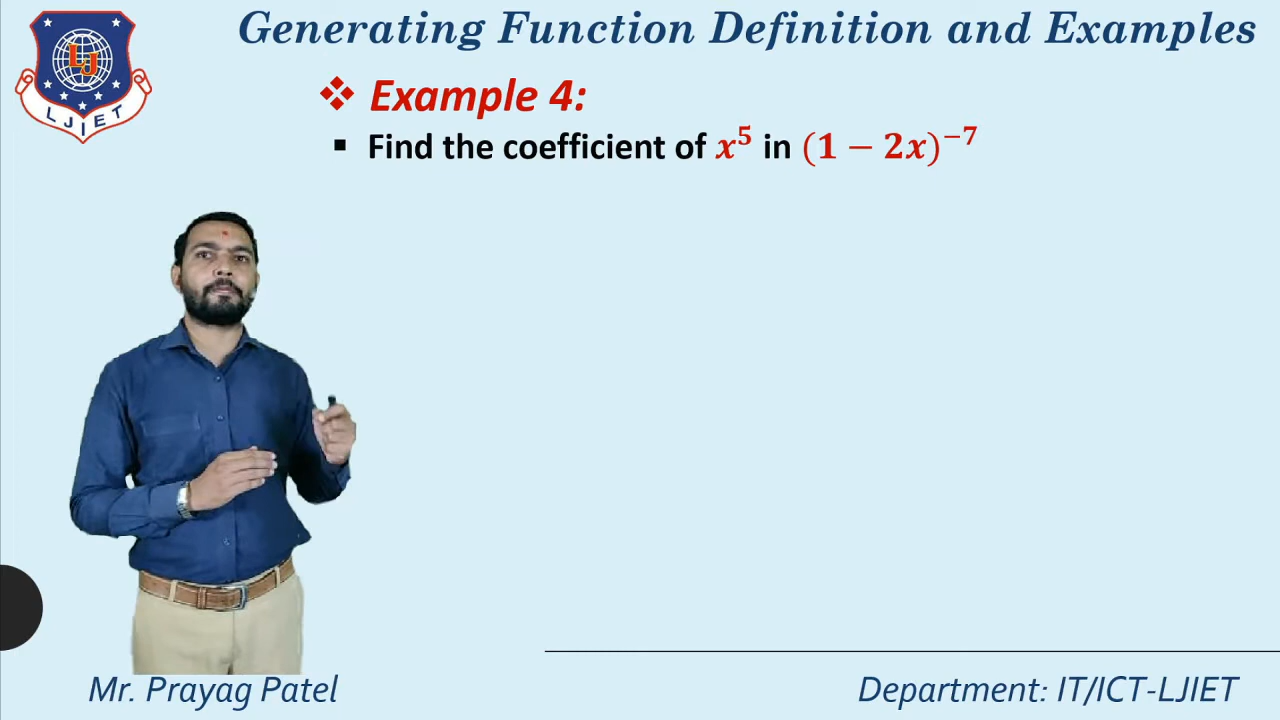 Generating Function Definition and Examples
LJIET
❖ Example 4:
▪ Find the coefficient of x⁵ in (1 − 2x)⁻⁷
Mr. Prayag Patel
Department: IT/ICT-LJIET